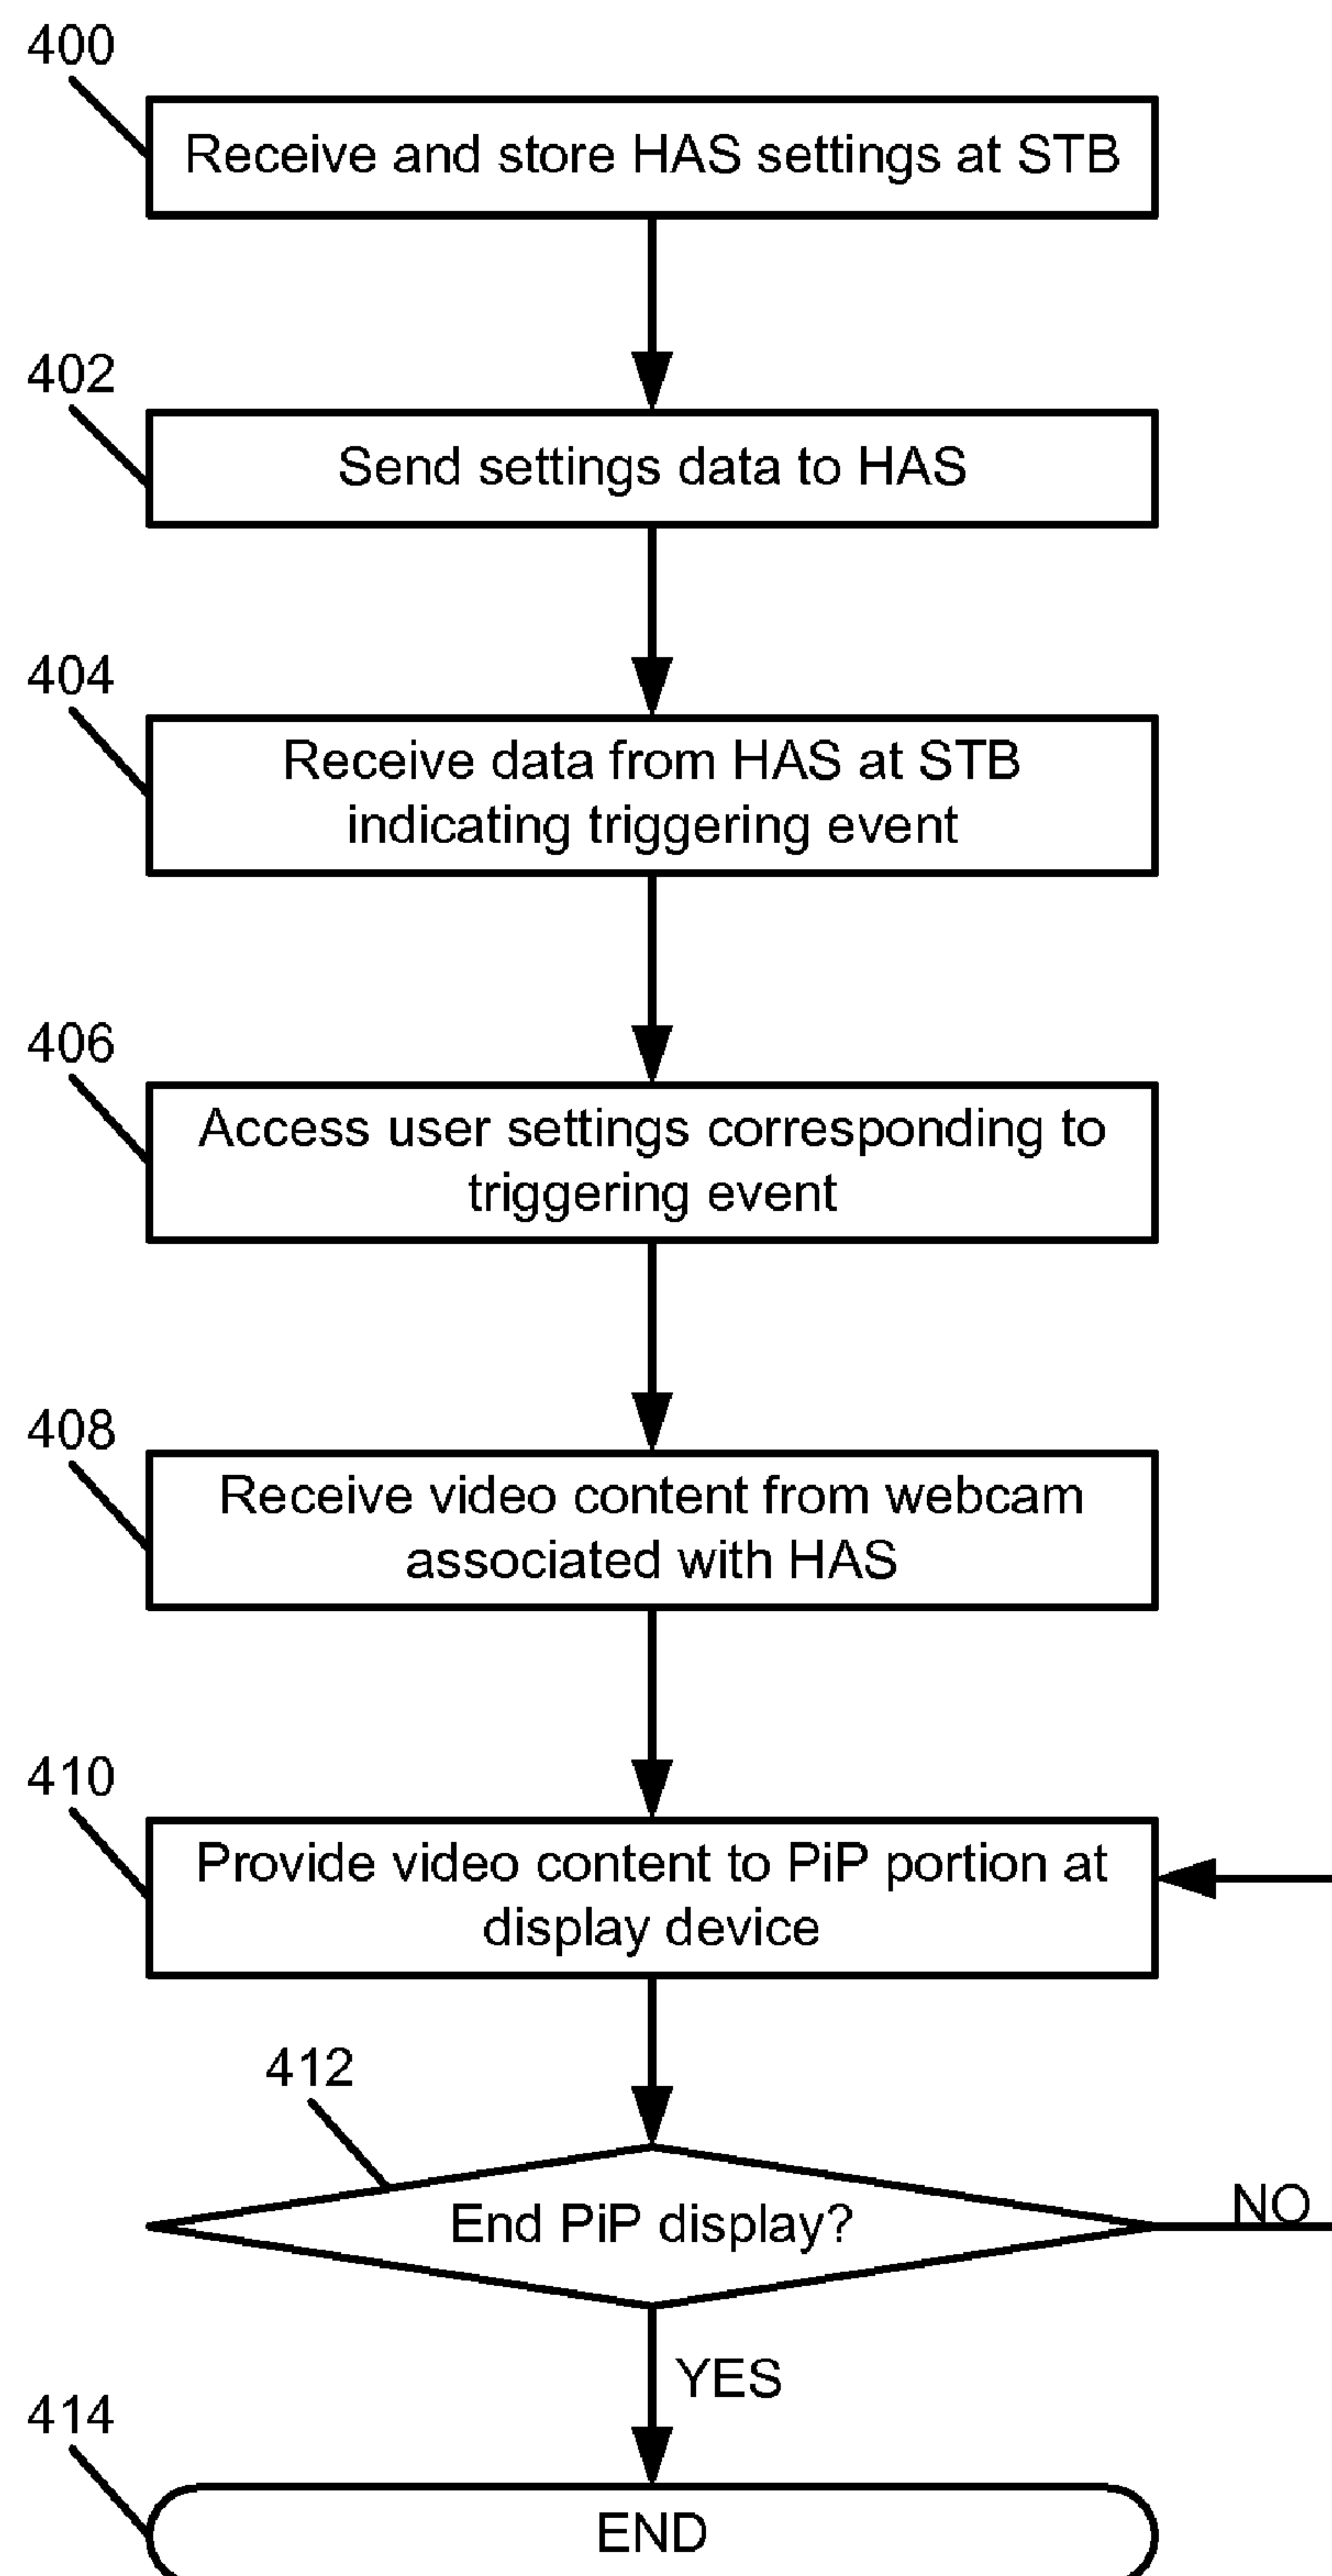 400
Receive and store HAS settings at STB
402
Send settings data to HAS
404
Receive data from HAS at STB
indicating triggering event
406
Access user settings corresponding to
triggering event
408
Receive video content from webcam
associated with HAS
410
Provide video content to PiP portion at
display device
412
End PiP display?
NO
YES
414
END